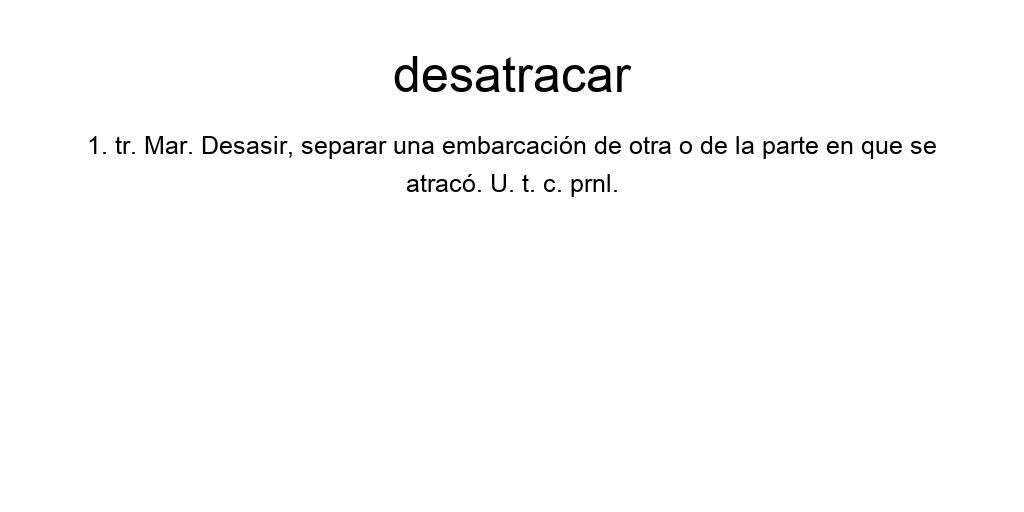 desatracar
1. tr. Mar. Desasir, separar una embarcación de otra o de la parte en que se
atracó. U. t. c. prnl.